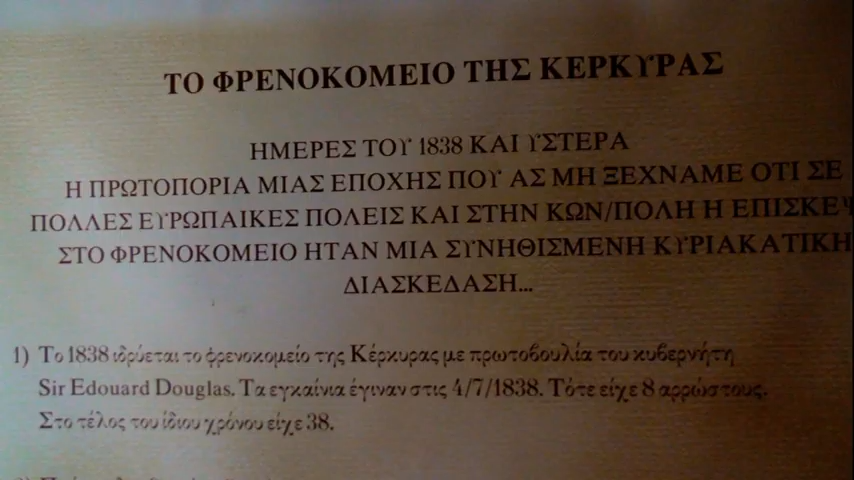 ΤΟ ΦΡΕΝΟΚΟΜΕΙΟ ΤΗΣ ΚΕΡΚΥΡΑΣ
ΗΜΕΡΕΣ ΤΟΥ 1838 ΚΑΙ ΥΣΤΕΡΑ
Η ΠΡΩΤΟΠΟΡΙΑ ΜΙΑΣ ΕΠΟΧΗΣ ΠΟΥ ΑΣ ΜΗ ΞΕΧΝΑΜΕ ΟΤΙ ΣΕ
ΠΟΛΛΕΣ ΕΥΡΩΠΑΙΚΕΣ ΠΟΛΕΙΣ ΚΑΙ ΣΤΗΝ ΚΩΝ/ΠΟΛΗ Η
ΣΤΟ ΦΡΕΝΟΚΟΜΕΙΟ ΗΤΑΝ ΜΙΑ ΣΥΝΗΘΙΣΜΕΝΗ ΚΥΡΙΑΚΑΤΙΚΗ
ΔΙΑΣΚΕΔΑΣΗ...
1) Το 1838 ιδρύεται το φρενοκομείο της Κέρκυρας με πρωτοβουλία του κυβερνήτη
Sir Edouard Douglas. Τα εγκαίνια έγιναν στις 4/7/1838. Τότε είχε 8 αρρώστους.
Στο τέλος του ίδιου χρόνου είχε 38.